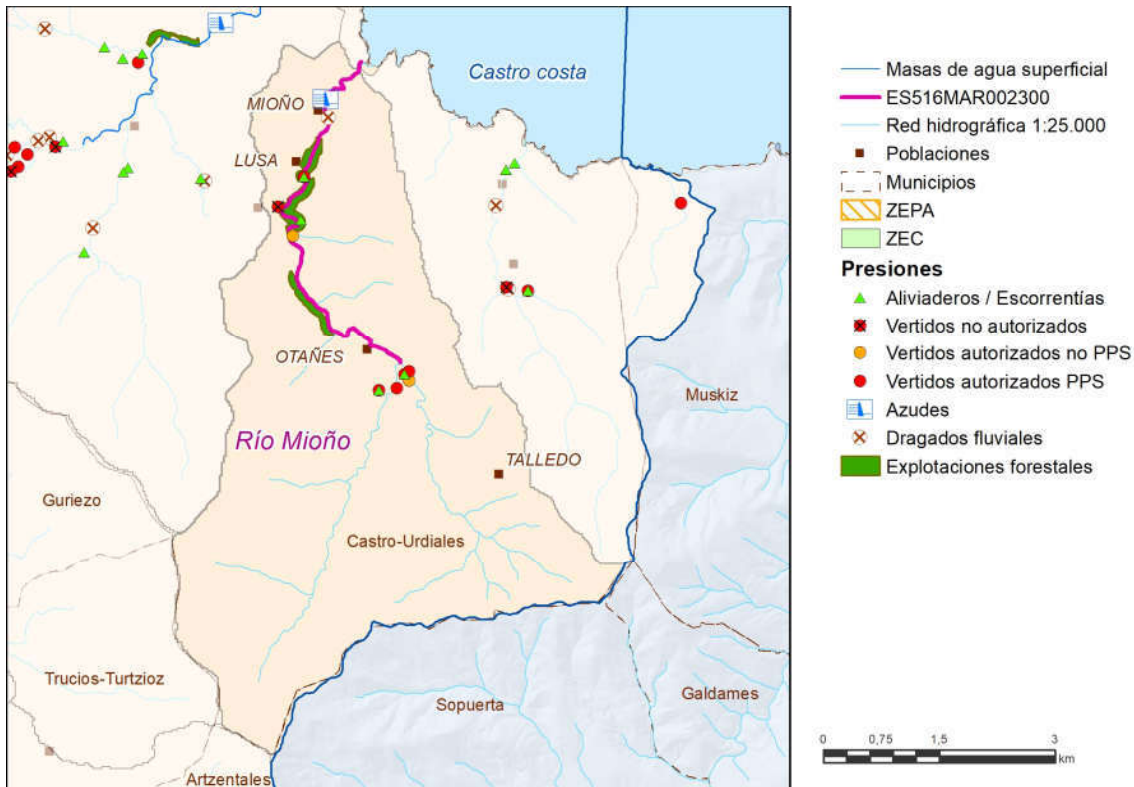 Castro costa
MIOÑO
LUSA
OTAÑES
Río Mioño
TALLEDO
Muskiz
Guriezo
Castro-Urdiales
Trucios-Turtzioz
Sopuerta
Galdames
Artzentales
Masas de agua superficial
ES516MAR002300
Red hidrográfica 1:25.000
Poblaciones
Municipios
ZEPA
ZEC
Presiones
Aliviaderos / Escorrentías
Vertidos no autorizados
Vertidos autorizados no PPS
Vertidos autorizados PPS
Azudes
Dragados fluviales
Explotaciones forestales
0 0,75 1,5 3
km